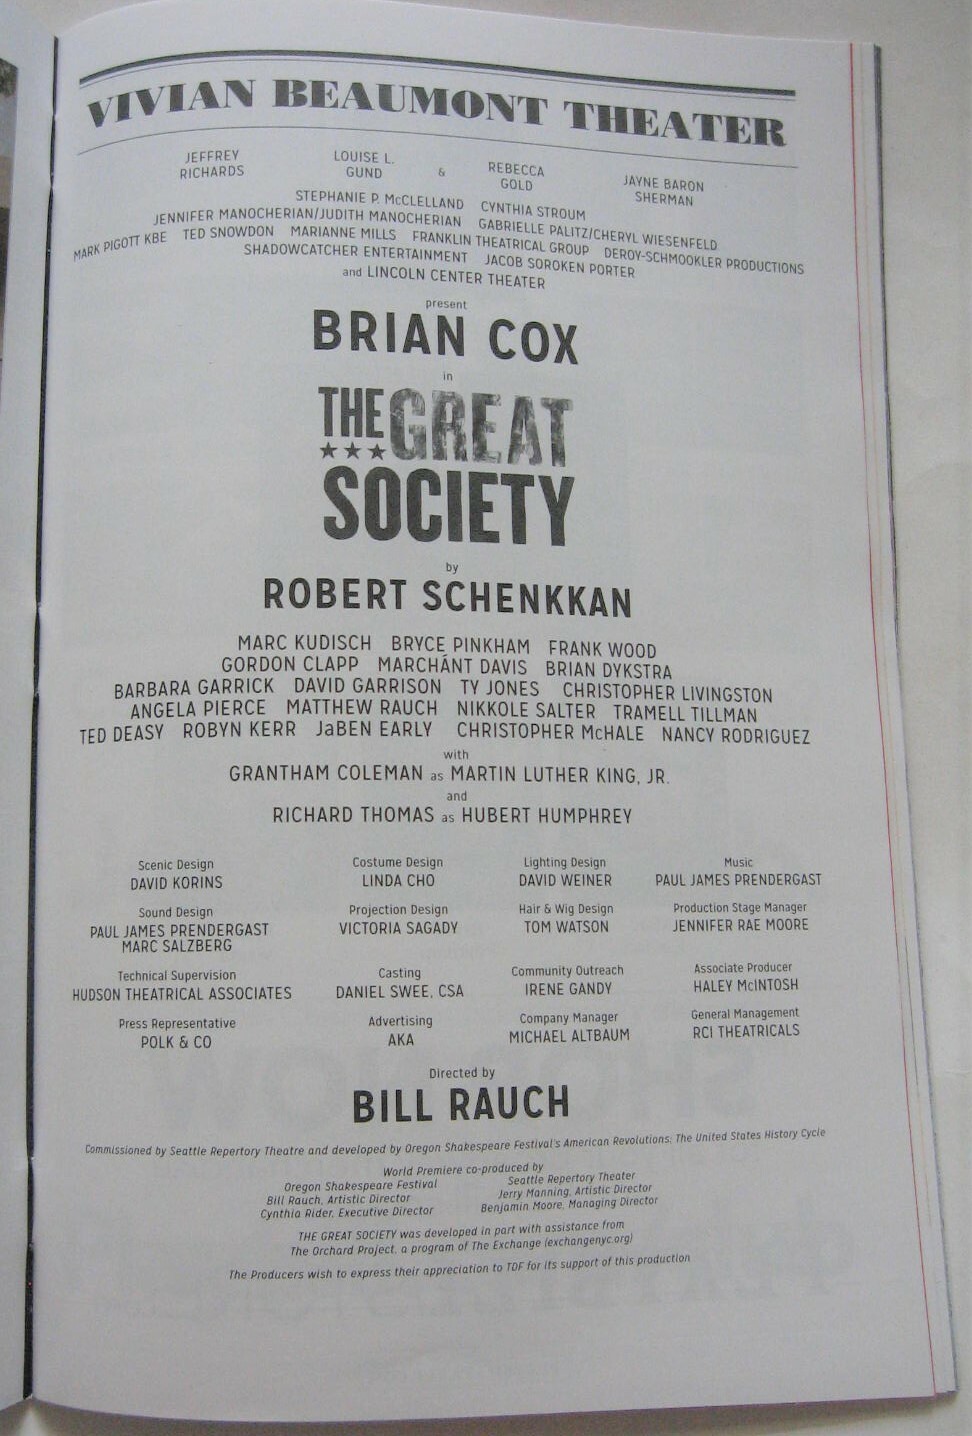 VIVIAN BEAUMONT THEATER
JEFFREY RICHARDS LOUISE L. GUND & REBECCA GOLD JAYNE BARON SHERMAN
STEPHANIE P. McCLELLAND CYNTHIA STROUM
JENNIFER MANOCHERIAN/JUDITH MANOCHERIAN GABRIELLE PALITZ/CHERYL WIESENFELD
MARK PIGOTT KBE TED SNOWDON MARIANNE MILLS FRANKLIN THEATRICAL GROUP DEROY-SCHMOOKLER PRODUCTIONS
SHADOWCATCHER ENTERTAINMENT JACOB SOROKEN PORTER
and LINCOLN CENTER THEATER
present
BRIAN COX
in
THE GREAT
★★★
SOCIETY
by
ROBERT SCHENKKAN
MARC KUDISCH BRYCE PINKHAM FRANK WOOD
GORDON CLAPP MARCHÁNT DAVIS BRIAN DYKSTRA
BARBARA GARRICK DAVID GARRISON TY JONES CHRISTOPHER LIVINGSTON
ANGELA PIERCE MATTHEW RAUCH NIKKOLE SALTER TRAMELL TILLMAN
TED DEASY ROBYN KERR JaBEN EARLY CHRISTOPHER McHALE NANCY RODRIGUEZ
with
GRANTHAM COLEMAN as MARTIN LUTHER KING, JR.
and
RICHARD THOMAS as HUBERT HUMPHREY
Scenic Design
DAVID KORINS
Costume Design
LINDA CHO
Lighting Design
DAVID WEINER
Music
PAUL JAMES PRENDERGAST
Sound Design
PAUL JAMES PRENDERGAST
MARC SALZBERG
Projection Design
VICTORIA SAGADY
Hair & Wig Design
TOM WATSON
Production Stage Manager
JENNIFER RAE MOORE
Technical Supervision
HUDSON THEATRICAL ASSOCIATES
Casting
DANIEL SWEE, CSA
Community Outreach
IRENE GANDY
Associate Producer
HALEY McINTOSH
Press Representative
POLK & CO
Advertising
AKA
Company Manager
MICHAEL ALTBAUM
General Management
RCI THEATRICALS
Directed by
BILL RAUCH
Commissioned by Seattle Repertory Theatre and developed by Oregon Shakespeare Festival's American Revolutions: The United States History Cycle
World Premiere co-produced by
Oregon Shakespeare Festival
Bill Rauch, Artistic Director
Cynthia Rider, Executive Director
Seattle Repertory Theater
Jerry Manning, Artistic Director
Benjamin Moore, Managing Director
THE GREAT SOCIETY was developed in part with assistance from
The Orchard Project, a program of The Exchange (exchangenyc.org)
The Producers wish to express their appreciation to TDF for its support of this production